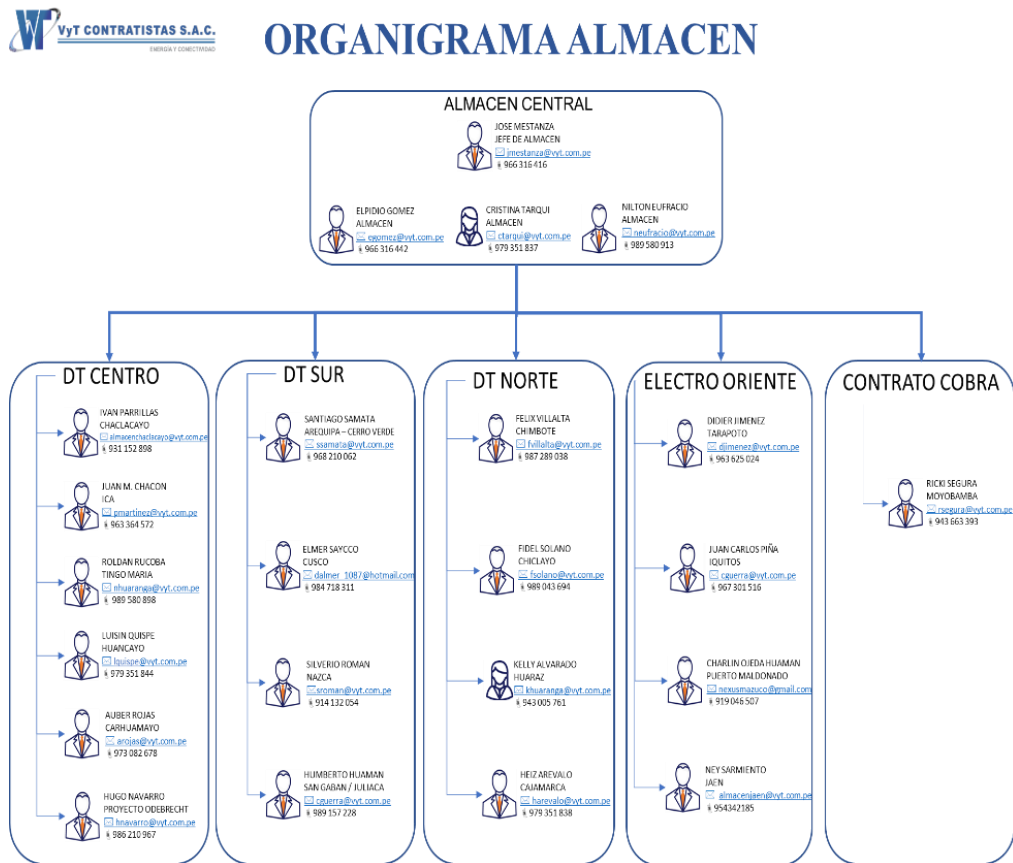 VyT CONTRATISTAS S.A.C.
ENERGÍA Y CONECTIVIDAD
ORGANIGRAMA ALMACEN
ALMACEN CENTRAL
JOSE MESTANZA
JEFE DE ALMACEN
jmestanza@vyt.com.pe
966 316 416
ELPIDIO GOMEZ
ALMACEN
egomez@vyt.com.pe
966 316 442
CRISTINA TARQUI
ALMACEN
ctarqui@vyt.com.pe
979 351 837
NILTON EUFRACIO
ALMACEN
neufracio@vyt.com.pe
989 580 913
DT CENTRO
IVAN PARRILLAS
CHACLACAYO
almacenchaclacayo@vyt.com.pe
931 152 898
JUAN M. CHACON
ICA
pmartinez@vyt.com.pe
963 364 572
ROLDAN RUCOBA
TINGO MARIA
nhuaranga@vyt.com.pe
989 580 898
LUISIN QUISPE
HUANCAYO
lquispe@vyt.com.pe
979 351 844
AUBER ROJAS
CARHUAMAYO
arojas@vyt.com.pe
973 082 678
HUGO NAVARRO
PROYECTO ODEBRECHT
hnavarro@vyt.com.pe
986 210 967
DT SUR
SANTIAGO SAMATA
AREQUIPA – CERRO VERDE
ssamata@vyt.com.pe
968 210 062
ELMER SAYCCO
CUSCO
dalmer_1087@hotmail.com
984 718 311
SILVERIO ROMAN
NAZCA
sroman@vyt.com.pe
914 132 054
HUMBERTO HUAMAN
SAN GABAN / JULIACA
cguerra@vyt.com.pe
989 157 228
DT NORTE
FELIX VILLALTA
CHIMBOTE
fvillalta@vyt.com.pe
987 289 038
FIDEL SOLANO
CHICLAYO
fsolano@vyt.com.pe
989 043 694
KELLY ALVARADO
HUARAZ
khuaranga@vyt.com.pe
943 005 761
HEIZ AREVALO
CAJAMARCA
harevalo@vyt.com.pe
979 351 838
ELECTRO ORIENTE
DIDIER JIMENEZ
TARAPOTO
djimenez@vyt.com.pe
963 625 024
JUAN CARLOS PIÑA
IQUITOS
cguerra@vyt.com.pe
967 301 516
CHARLIN OJEDA HUAMAN
PUERTO MALDONADO
nexusmazuco@gmail.com
919 046 507
NEY SARMIENTO
JAEN
almacenjaen@vyt.com.pe
954342185
CONTRATO COBRA
RICKI SEGURA
MOYOBAMBA
rsegura@vyt.com.pe
943 663 393